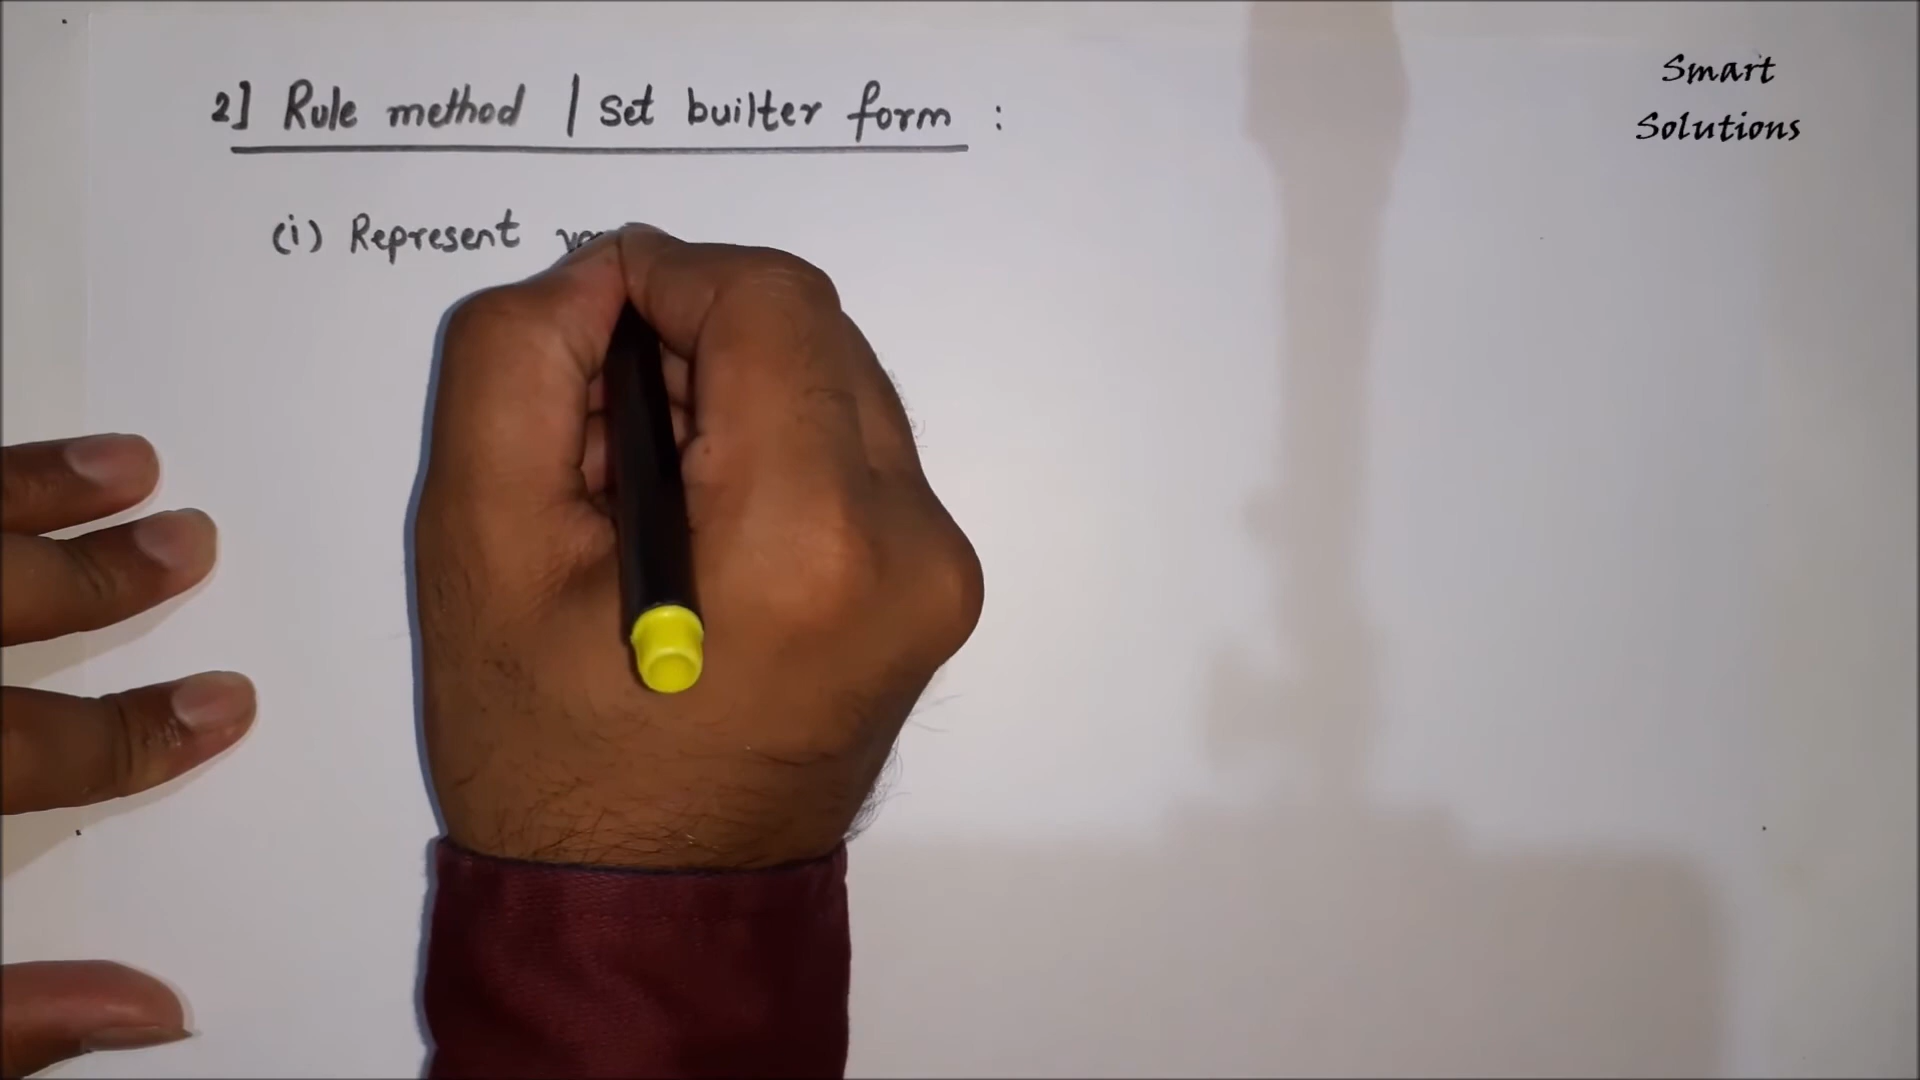 2] Rule method | Set builter form :
(i) Represent
Smart
Solutions